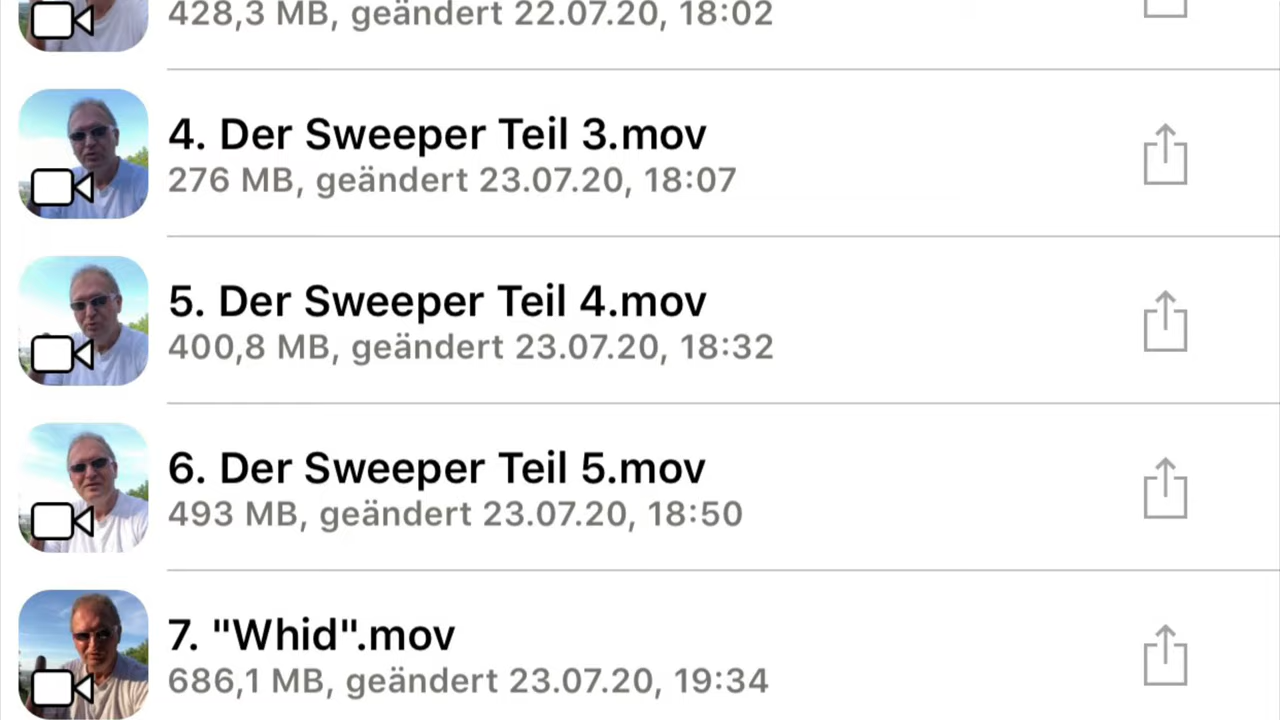 428,3 MB, geändert 22.07.20, 18:02
4. Der Sweeper Teil 3.mov
276 MB, geändert 23.07.20, 18:07
5. Der Sweeper Teil 4.mov
400,8 MB, geändert 23.07.20, 18:32
6. Der Sweeper Teil 5.mov
493 MB, geändert 23.07.20, 18:50
7. "Whid".mov
686,1 MB, geändert 23.07.20, 19:34